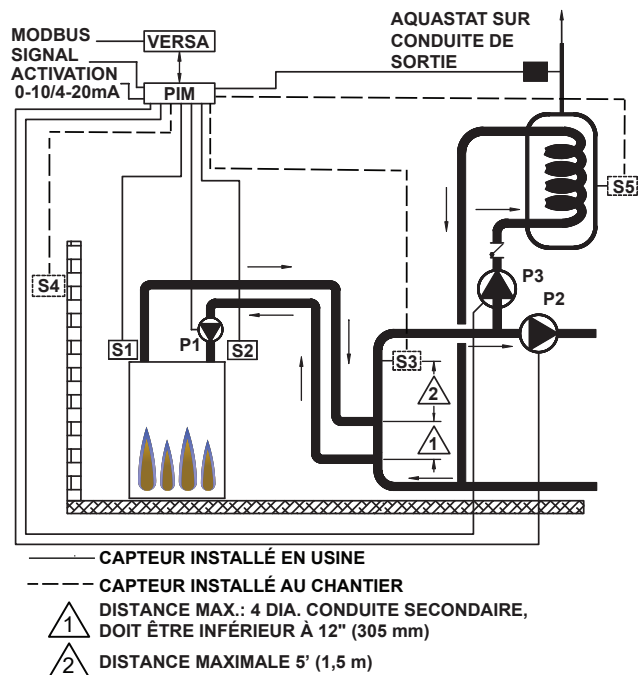 MODBUS
SIGNAL
ACTIVATION
0-10/4-20mA
VERSA
PIM
AQUASTAT SUR
CONDUITE DE
SORTIE
S5
S4
P3
P2
S1
P1
S2
S3
2
1
CAPTEUR INSTALLÉ EN USINE
CAPTEUR INSTALLÉ AU CHANTIER
1
DISTANCE MAX.: 4 DIA. CONDUITE SECONDAIRE,
DOIT ÊTRE INFÉRIEUR À 12" (305 mm)
2
DISTANCE MAXIMALE 5' (1,5 m)